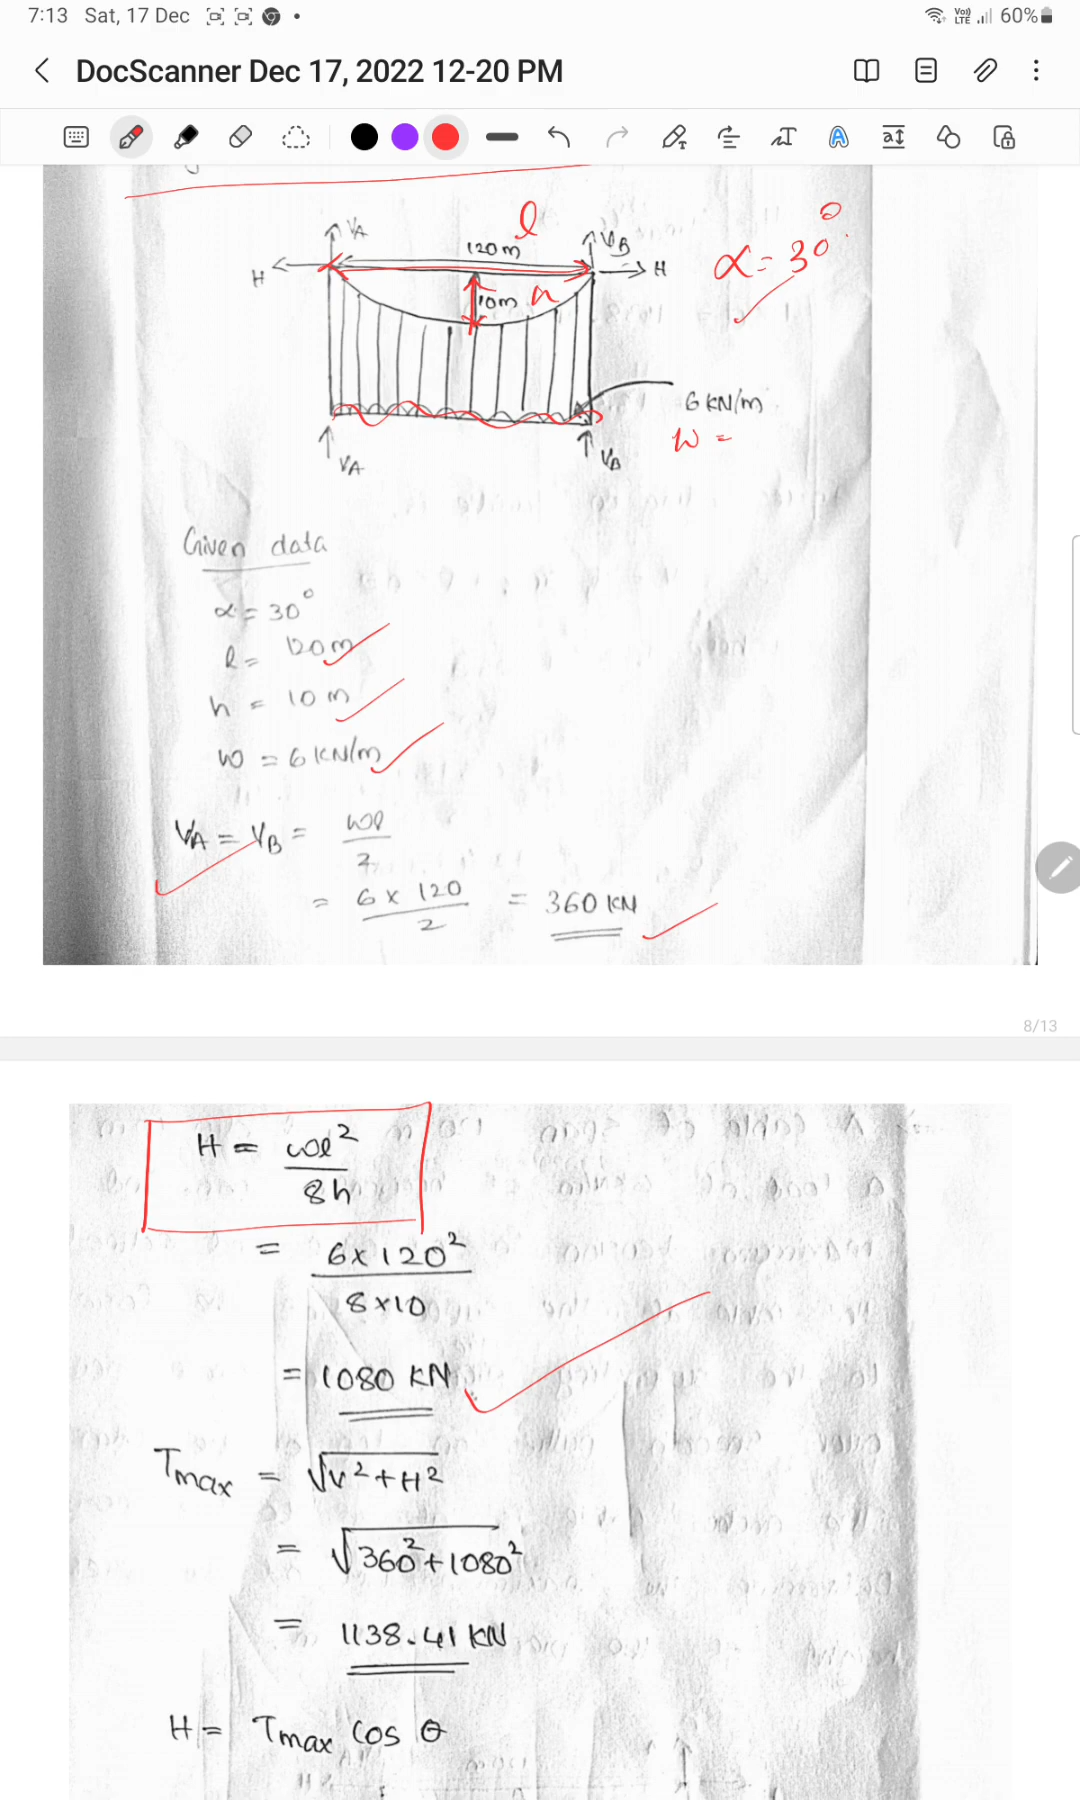 7:13 Sat, 17 Dec
Vo)) LTE 60%
DocScanner Dec 17, 2022 12-20 PM
l
VA
120 m
VB
H
H
α = 30°
10m
h
6 KN/m
W =
VA
VB
Given data
α = 30°
l = 120m
h = 10 m
w = 6 KN/m
VA = VB = wl/2
= 6 x 120/2 = 360 KN
8/13
H = wl²/8h
= 6x120²/8x10
= 1080 KN
Tmax = √V²+H²
= √360²+1080²
= 1138.41 KN
H = Tmax cos θ